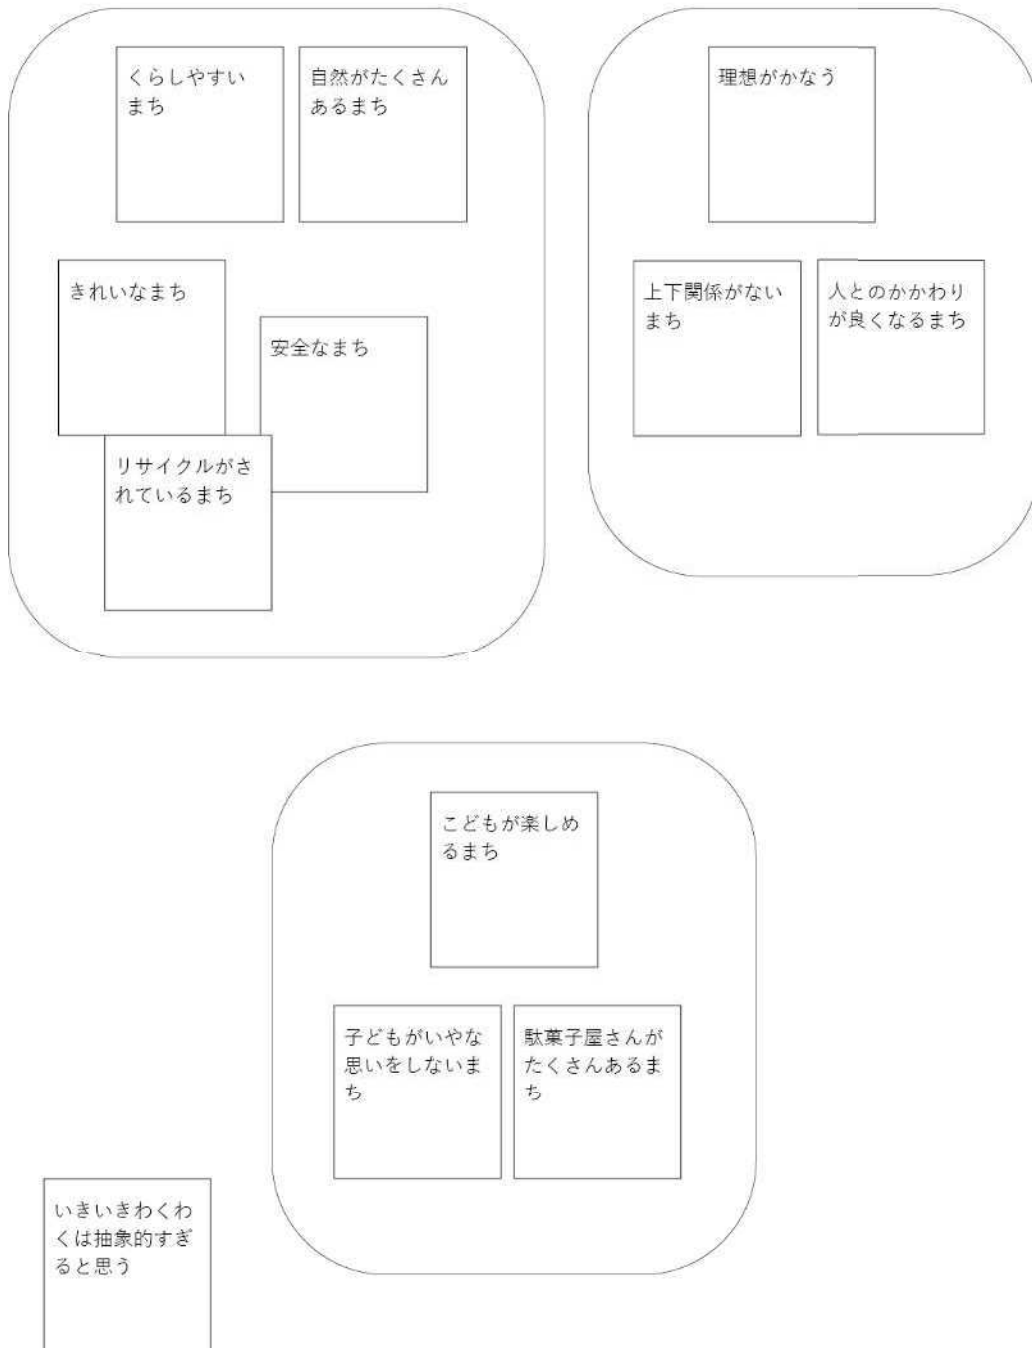 くらしやすい
まち
自然がたくさん
あるまち
きれいなまち
安全なまち
リサイクルがさ
れているまち
理想がかなう
上下関係がない
まち
人とのかかわり
が良くなるまち
こどもが楽しめ
るまち
子どもがいやな
思いをしないま
ち
駄菓子屋さんが
たくさんあるま
ち
いきいきわくわ
くは抽象的すぎ
ると思う